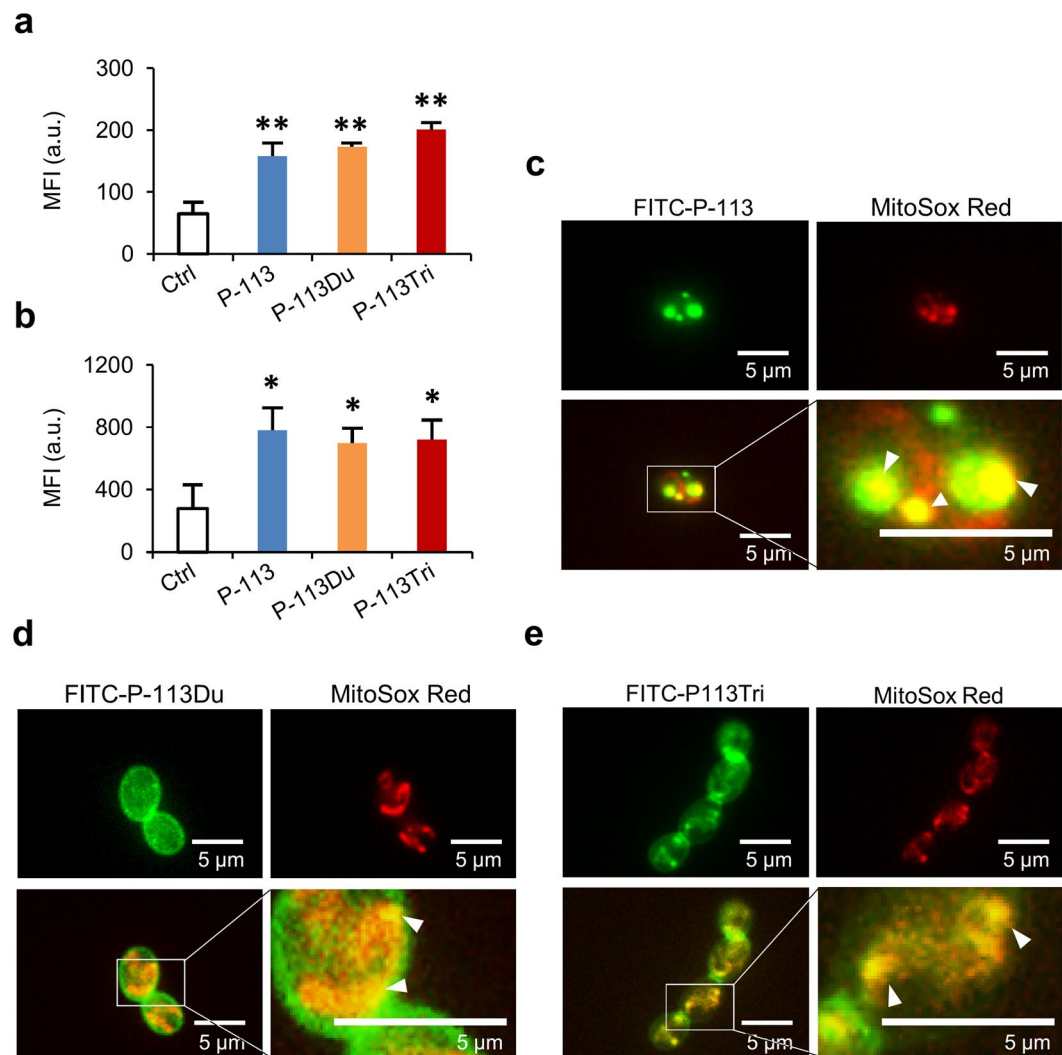 a
300
200
100
0
MFI (a.u.)
**
**
**
Ctrl
P-113
P-113Du
P-113Tri
b
1200
800
400
0
MFI (a.u.)
*
*
*
Ctrl
P-113
P-113Du
P-113Tri
c
FITC-P-113 MitoSox Red
5 µm 5 µm
5 µm 5 µm
d
FITC-P-113Du MitoSox Red
5 µm 5 µm
5 µm 5 µm
e
FITC-P113Tri MitoSox Red
5 µm 5 µm
5 µm 5 µm